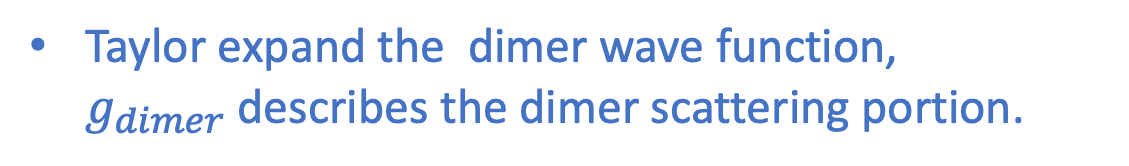 • Taylor expand the  dimer wave function,
g_dimer describes the dimer scattering portion.